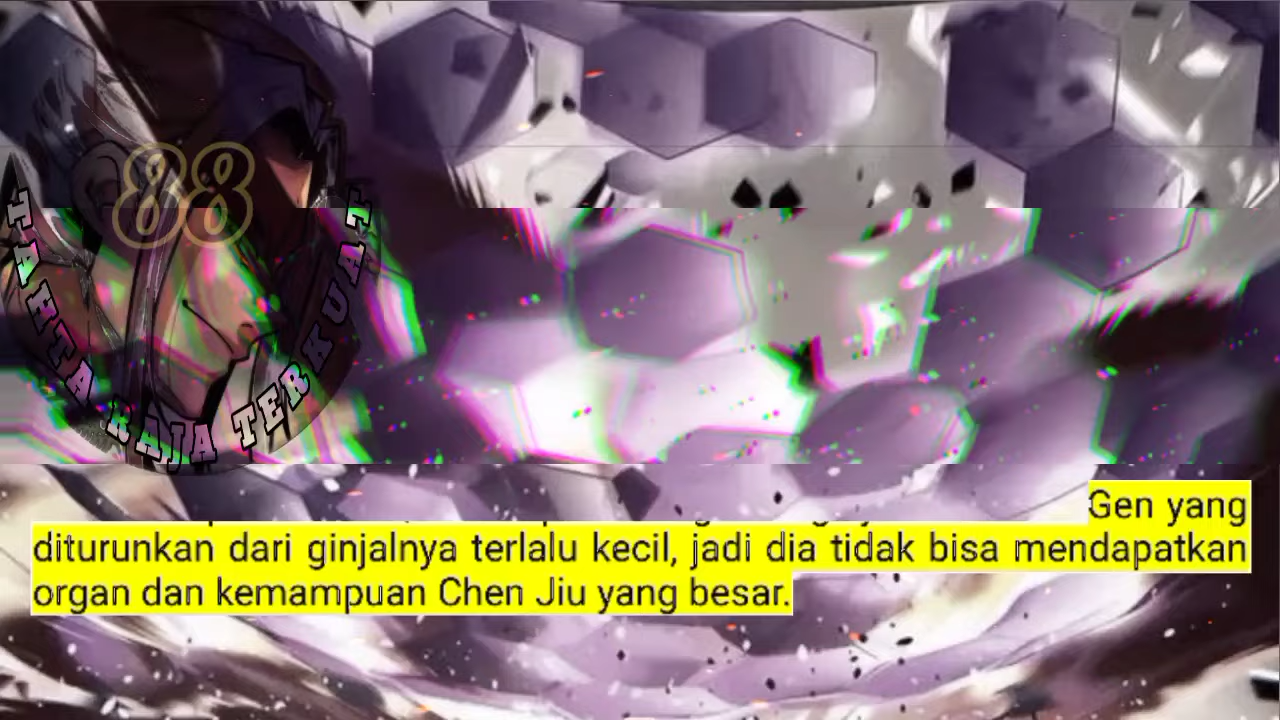 88
TAHTA RAJA TERKUAT
Gen yang
diturunkan dari ginjalnya terlalu kecil, jadi dia tidak bisa mendapatkan
organ dan kemampuan Chen Jiu yang besar.